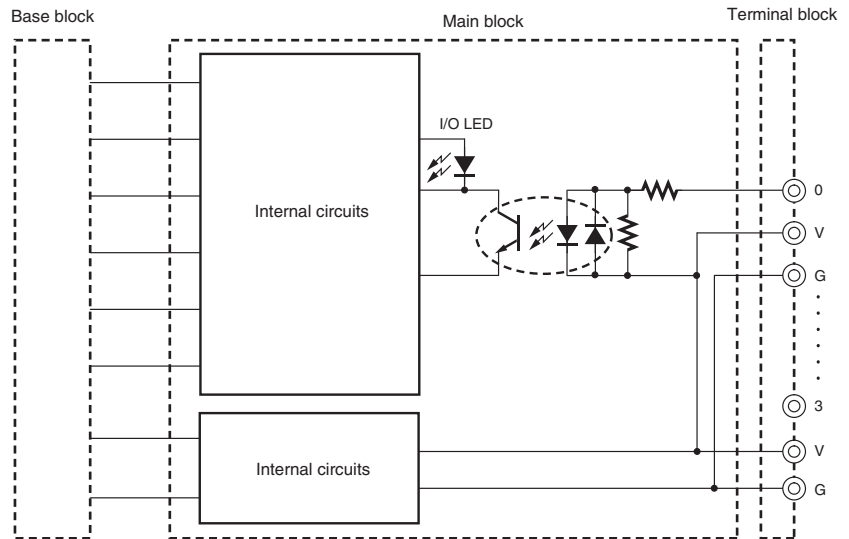 Base block
Main block
Terminal block
I/O LED
Internal circuits
0
V
G
3
Internal circuits
V
G